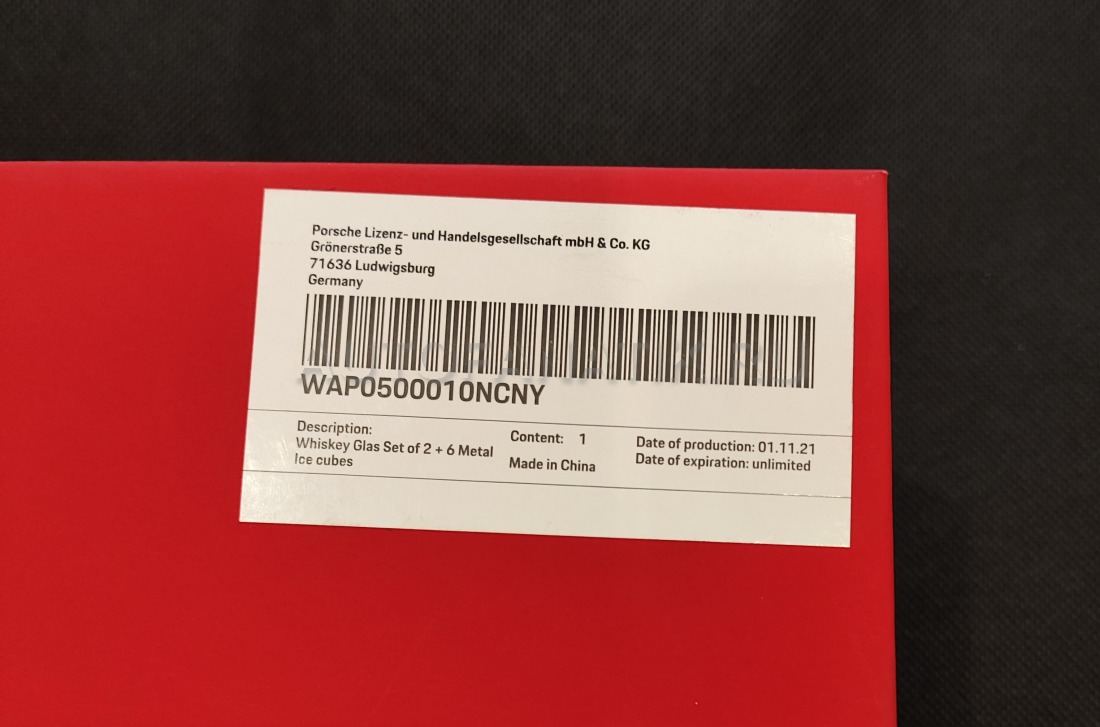 Porsche Lizenz- und Handelsgesellschaft mbH & Co. KG
Grönerstraße 5
71636 Ludwigsburg
Germany
AUTOFANATIK.RU
WAP0500010NCNY
Description:
Whiskey Glas Set of 2 + 6 Metal
Ice cubes
Content: 1
Made in China
Date of production: 01.11.21
Date of expiration: unlimited